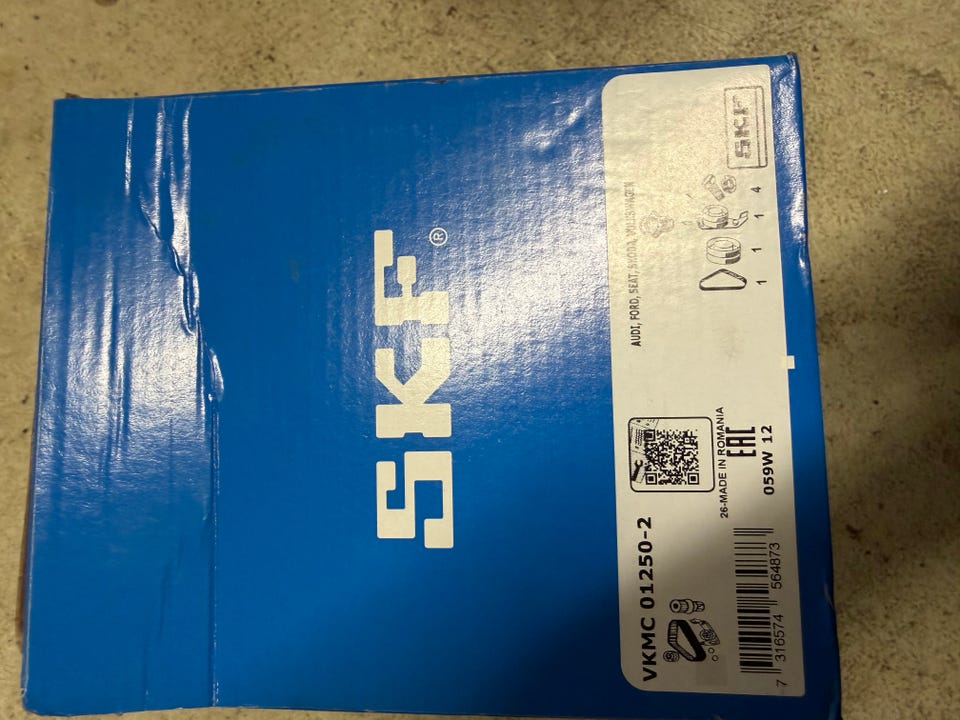 SKF®
VKMC 01250-2
AUDI, FORD, SEAT, SKODA, VOLKSWAGEN
26-MADE IN ROMANIA
EAC
059W 12
7 316574 564873
1 1 1 4
SKF